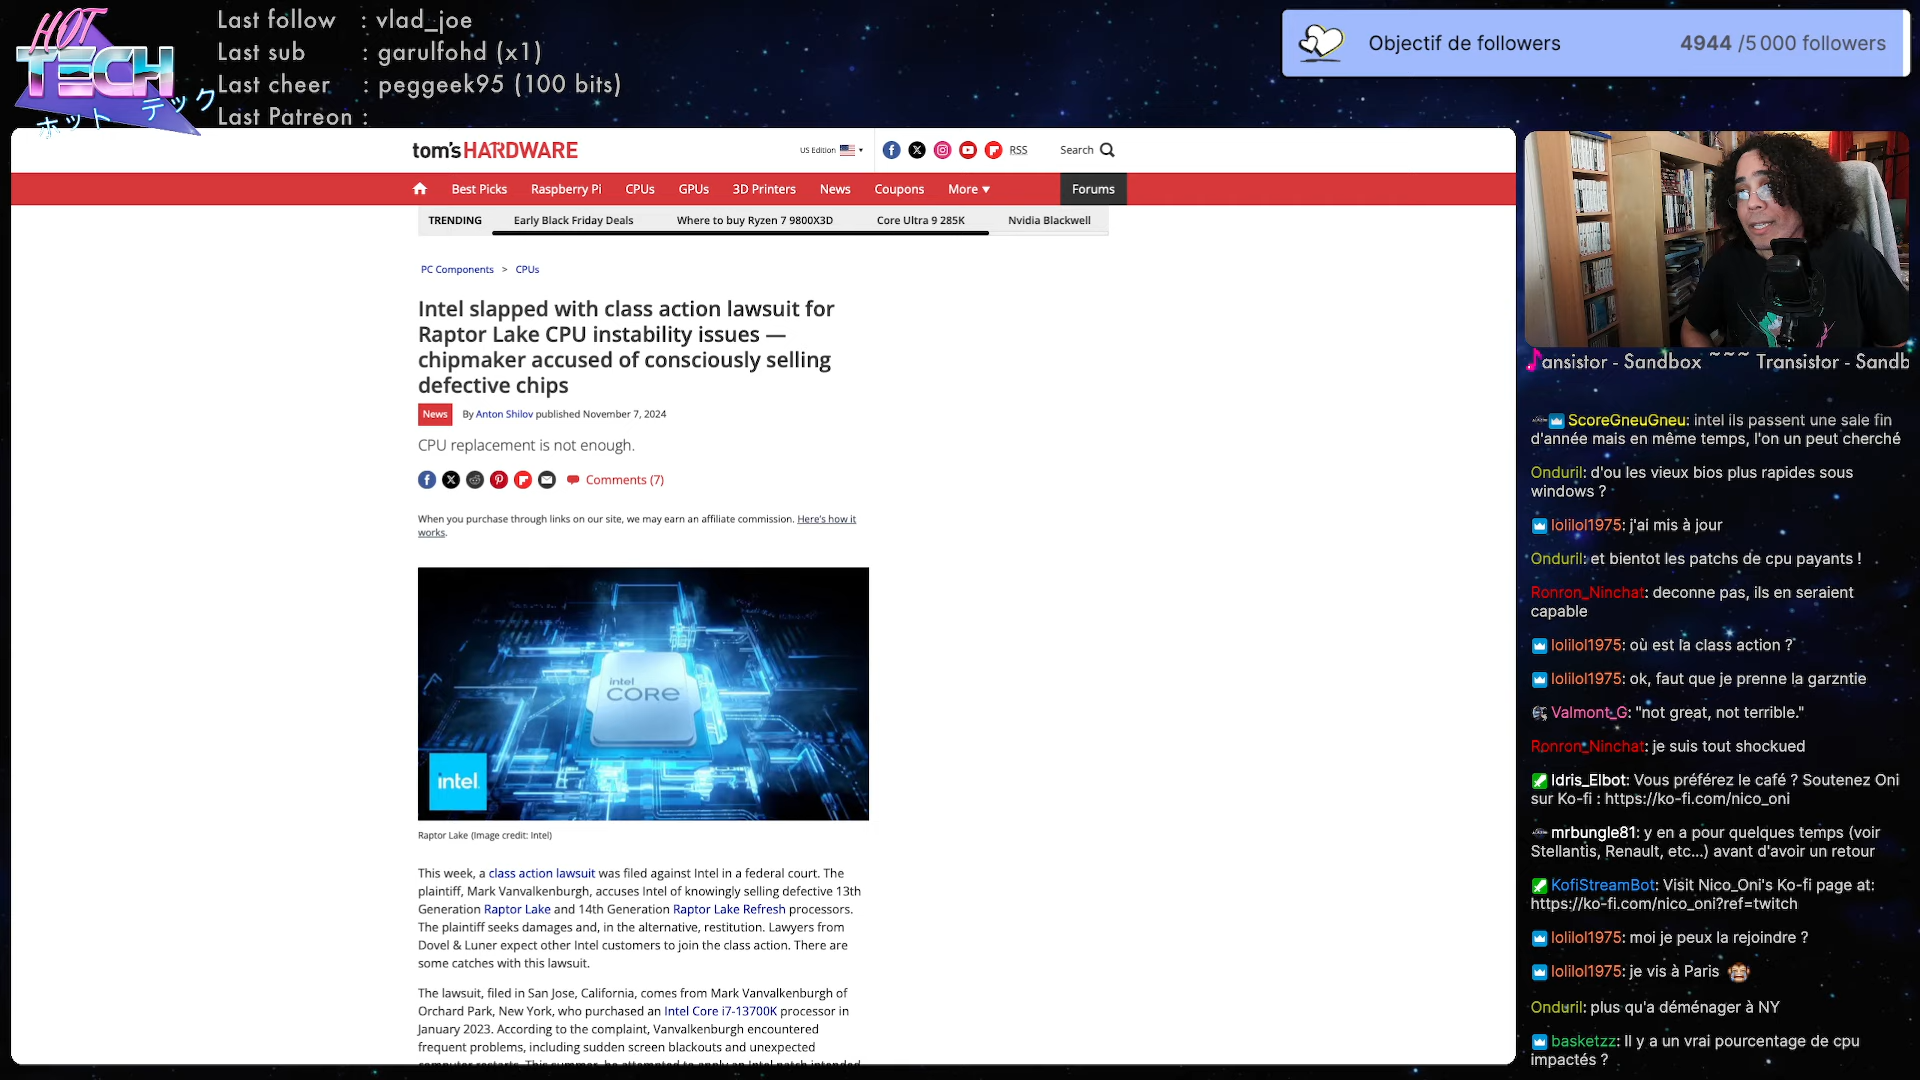 HOT
TECH
ホット テック
Last follow : vlad_joe
Last sub : garulfohd (x1)
Last cheer : peggeek95 (100 bits)
Last Patreon :
Objectif de followers 4944 /5 000 followers
tom's HARDWARE
US Edition
RSS
Search
Best Picks Raspberry Pi CPUs GPUs 3D Printers News Coupons More ▼ Forums
TRENDING Early Black Friday Deals Where to buy Ryzen 7 9800X3D Core Ultra 9 285K Nvidia Blackwell
PC Components > CPUs
Intel slapped with class action lawsuit for
Raptor Lake CPU instability issues —
chipmaker accused of consciously selling
defective chips
News By Anton Shilov published November 7, 2024
CPU replacement is not enough.
Comments (7)
When you purchase through links on our site, we may earn an affiliate commission. Here's how it
works.
intel
CORE
intel.
Raptor Lake (Image credit: Intel)
This week, a class action lawsuit was filed against Intel in a federal court. The
plaintiff, Mark Vanvalkenburgh, accuses Intel of knowingly selling defective 13th
Generation Raptor Lake and 14th Generation Raptor Lake Refresh processors.
The plaintiff seeks damages and, in the alternative, restitution. Lawyers from
Dovel & Luner expect other Intel customers to join the class action. There are
some catches with this lawsuit.
The lawsuit, filed in San Jose, California, comes from Mark Vanvalkenburgh of
Orchard Park, New York, who purchased an Intel Core i7-13700K processor in
January 2023. According to the complaint, Vanvalkenburgh encountered
frequent problems, including sudden screen blackouts and unexpected
computer restarts. This summer, he attempted to apply an Intel patch intended
ansistor - Sandbox ~~~ Transistor - Sandb
ScoreGneuGneu: intel ils passent une sale fin
d'année mais en même temps, l'on un peut cherché
Onduril: d'ou les vieux bios plus rapides sous
windows ?
lolilol1975: j'ai mis à jour
Onduril: et bientot les patchs de cpu payants !
Ronron_Ninchat: deconne pas, ils en seraient
capable
lolilol1975: où est la class action ?
lolilol1975: ok, faut que je prenne la garzntie
Valmont_G: "not great, not terrible."
Ronron_Ninchat: je suis tout shockued
Idris_Elbot: Vous préférez le café ? Soutenez Oni
sur Ko-fi : https://ko-fi.com/nico_oni
mrbungle81: y en a pour quelques temps (voir
Stellantis, Renault, etc...) avant d'avoir un retour
KofiStreamBot: Visit Nico_Oni's Ko-fi page at:
https://ko-fi.com/nico_oni?ref=twitch
lolilol1975: moi je peux la rejoindre ?
lolilol1975: je vis à Paris
Onduril: plus qu'a déménager à NY
basketzz: Il y a un vrai pourcentage de cpu
impactés ?